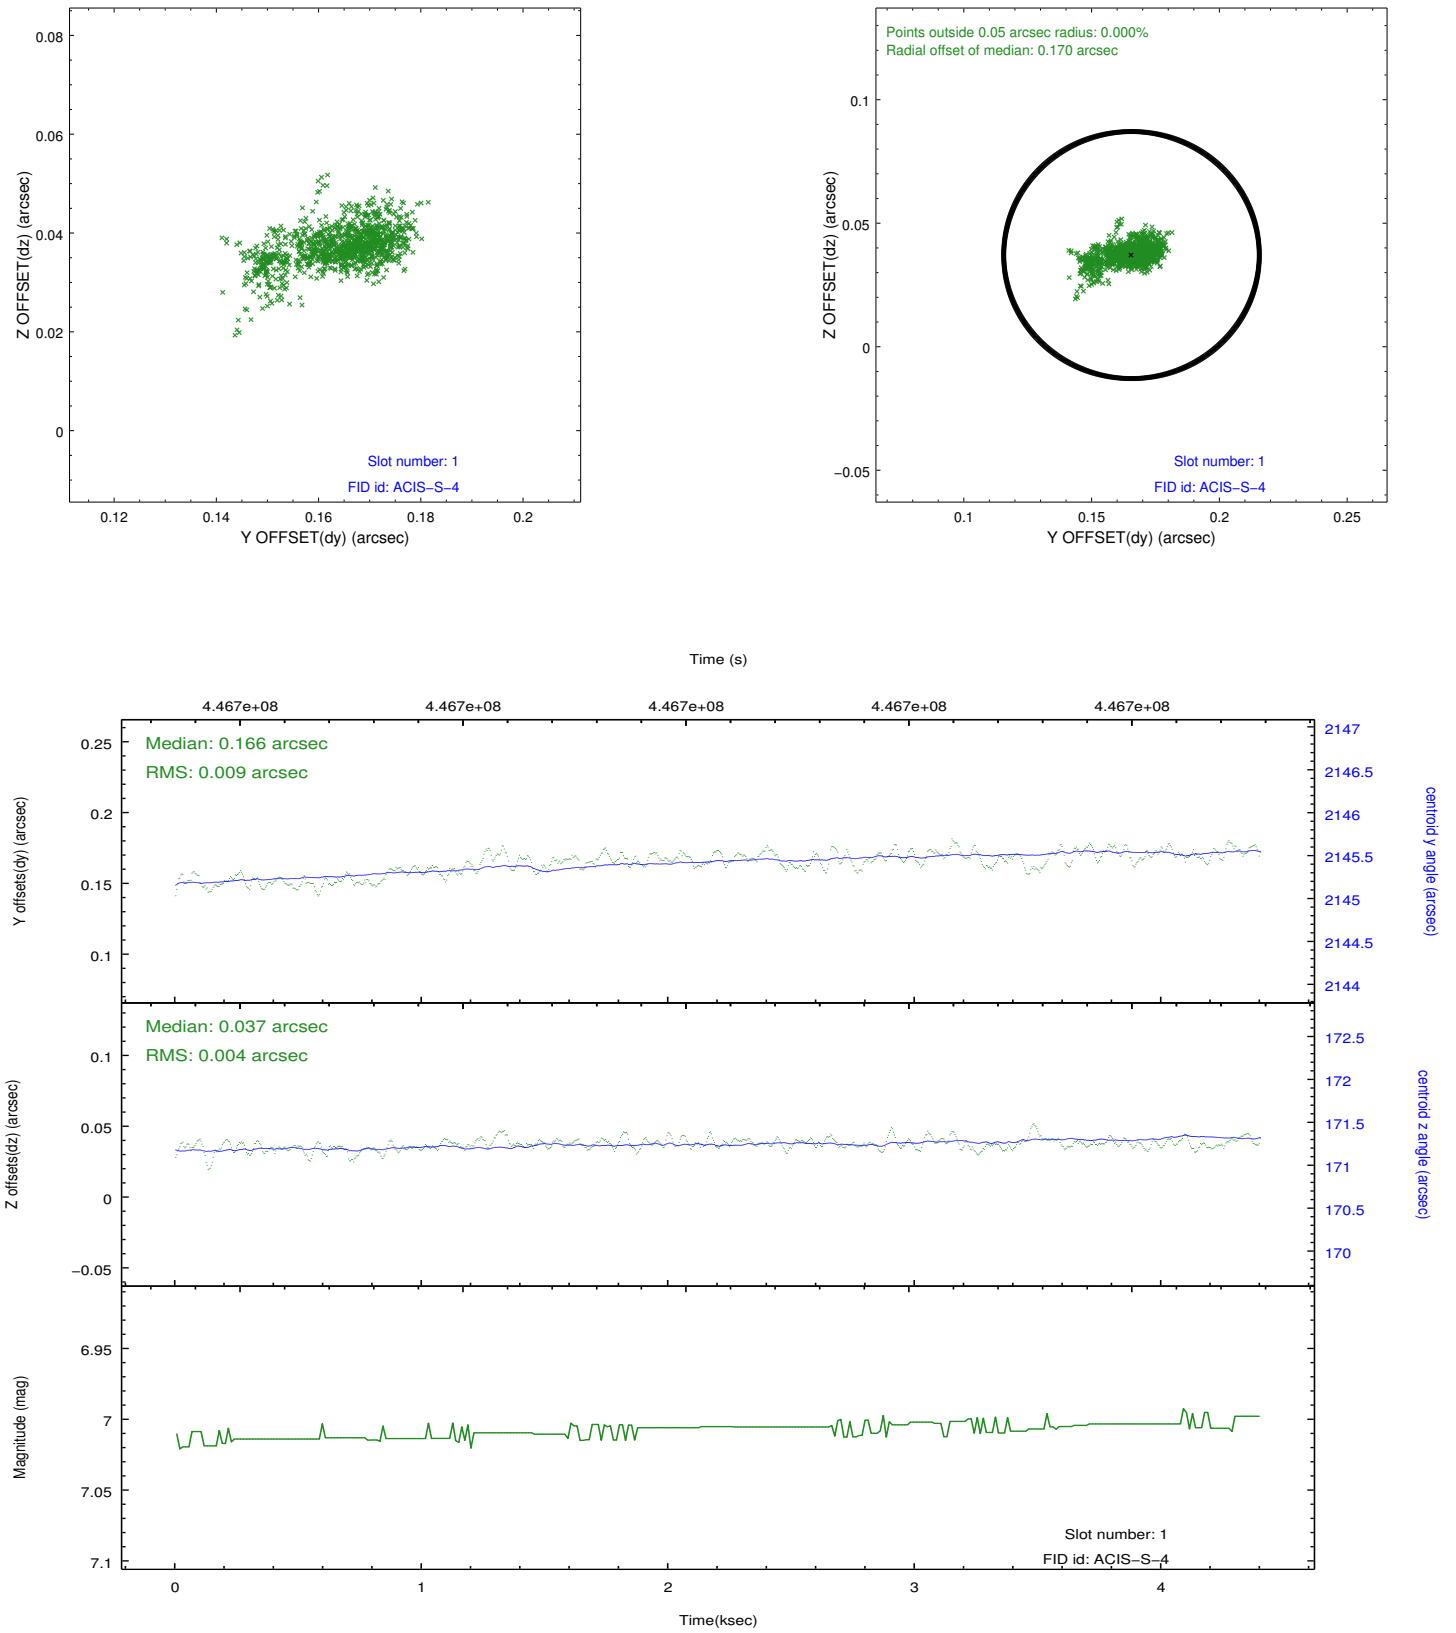 0.08
0.06
0.04
0.02
0
Z OFFSET(dz) (arcsec)
Slot number: 1
FID id: ACIS−S−4
0.12
0.14
0.16
0.18
0.2
Y OFFSET(dy) (arcsec)
Points outside 0.05 arcsec radius: 0.000%
Radial offset of median: 0.170 arcsec
0.1
0.05
0
−0.05
Z OFFSET(dz) (arcsec)
Slot number: 1
FID id: ACIS−S−4
0.1
0.15
0.2
0.25
Y OFFSET(dy) (arcsec)
Time (s)
4.467e+08
4.467e+08
4.467e+08
4.467e+08
4.467e+08
Median: 0.166 arcsec
RMS: 0.009 arcsec
0.25
0.2
0.15
0.1
Y offsets(dy) (arcsec)
2147
2146.5
2146
2145.5
2145
2144.5
2144
centroid y angle (arcsec)
Median: 0.037 arcsec
RMS: 0.004 arcsec
0.1
0.05
0
−0.05
Z offsets(dz) (arcsec)
172.5
172
171.5
171
170.5
170
centroid z angle (arcsec)
6.95
7
7.05
7.1
Magnitude (mag)
Slot number: 1
FID id: ACIS−S−4
0
1
2
3
4
Time(ksec)